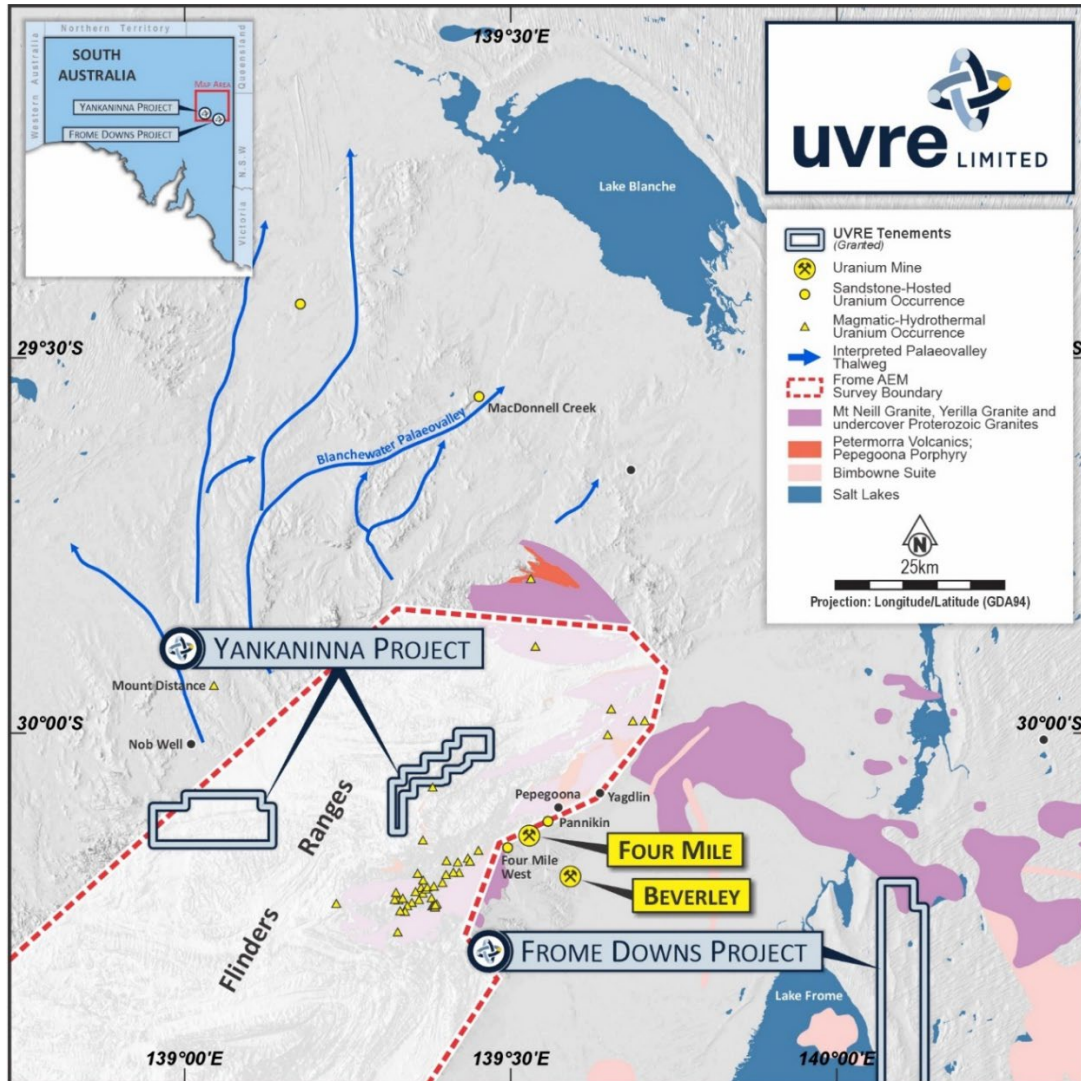 139°30'E
Northern Territory
Western Australia
Queensland
SOUTH
AUSTRALIA
MAP AREA
YANKANINNA PROJECT
FROME DOWNS PROJECT
N.S.W
Victoria
uvre LIMITED
UVRE Tenements
(Granted)
Uranium Mine
Sandstone-Hosted
Uranium Occurrence
Magmatic-Hydrothermal
Uranium Occurrence
Interpreted Palaeovalley
Thalweg
Frome AEM
Survey Boundary
Mt Neill Granite, Yerilla Granite and
undercover Proterozoic Granites
Petermorra Volcanics;
Pepegoona Porphyry
Bimbowne Suite
Salt Lakes
N
25km
Projection: Longitude/Latitude (GDA94)
Lake Blanche
29°30'S
S
MacDonnell Creek
Blanchewater Palaeovalley
YANKANINNA PROJECT
Mount Distance
30°00'S
30°00'S
Nob Well
Flinders Ranges
Pepegoona
Yagdlin
Pannikin
Four Mile
West
FOUR MILE
BEVERLEY
FROME DOWNS PROJECT
Lake Frome
139°00'E
139°30'E
140°00'E